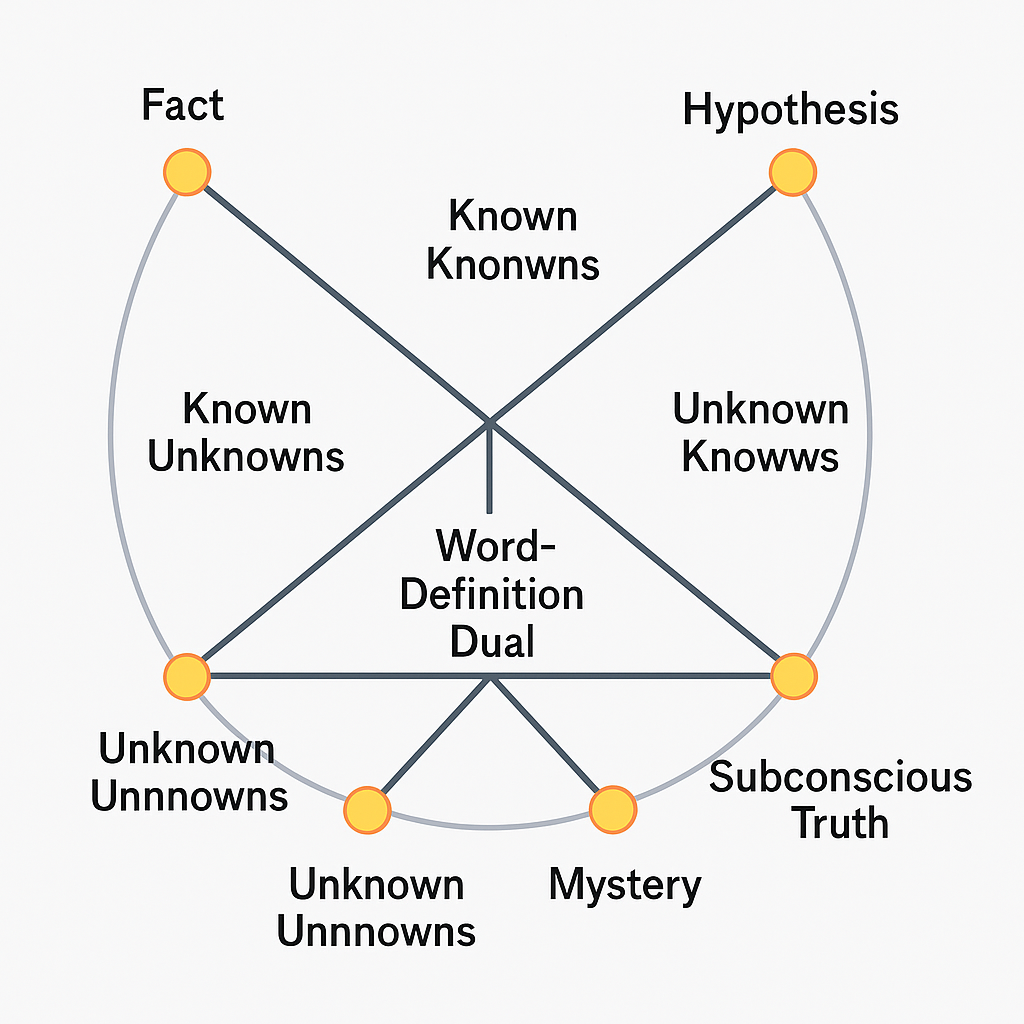 Fact
Hypothesis
Known
Knonwns
Known
Unknowns
Unknown
Knowws
Word-
Definition
Dual
Unknown
Unnnowns
Subconscious
Truth
Unknown
Unnnowns
Mystery